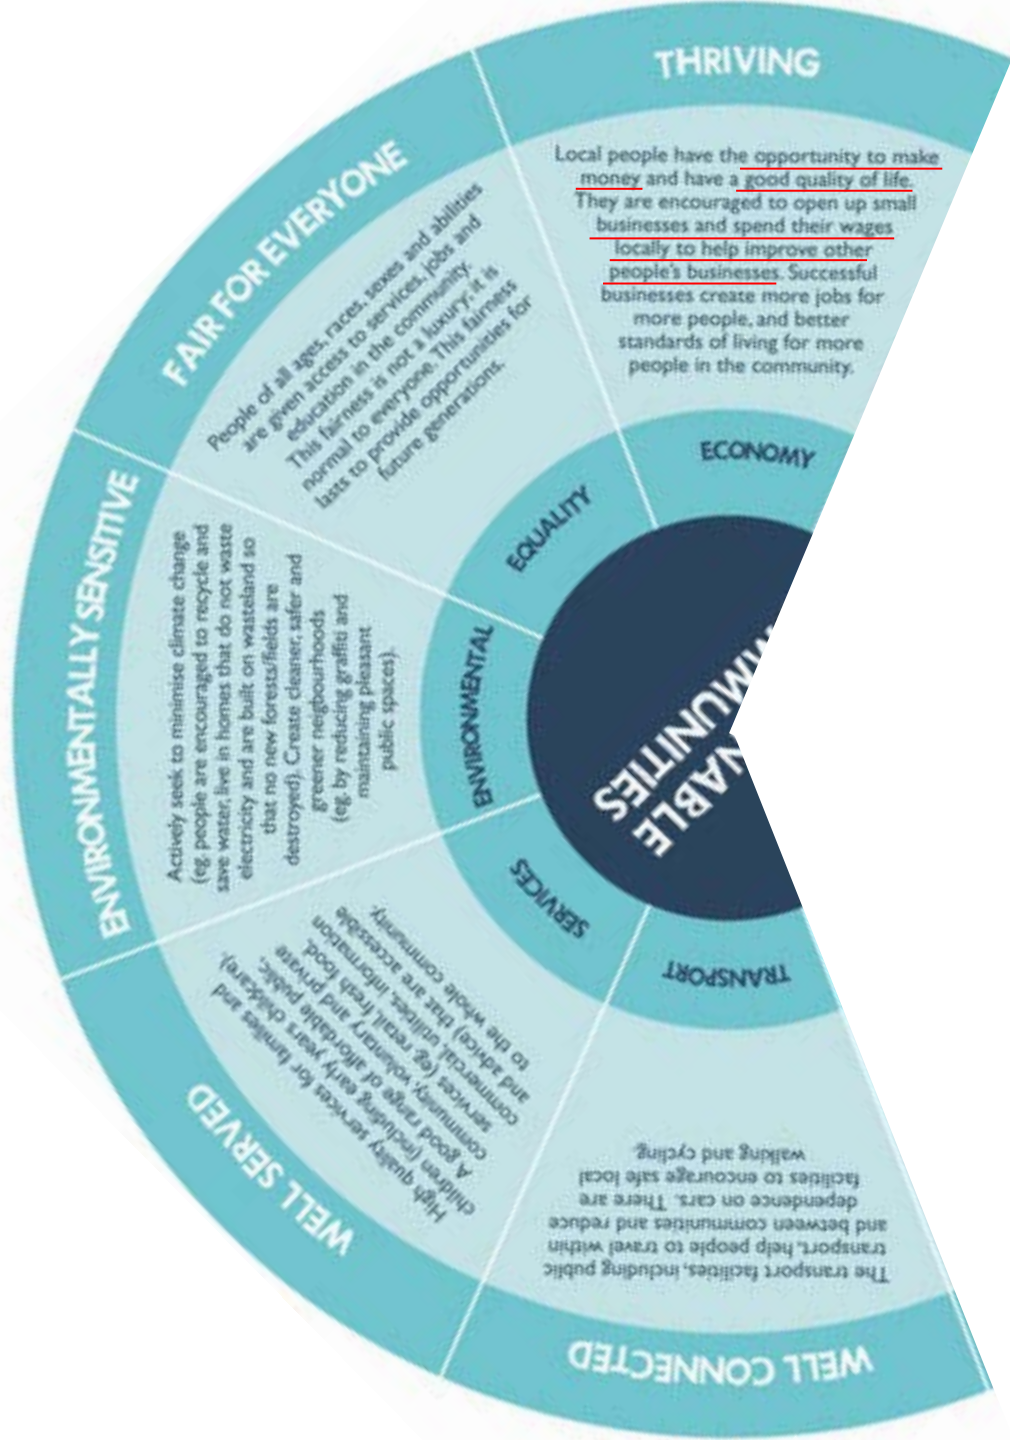 THRIVING
Local people have the opportunity to make
money and have a good quality of life.
They are encouraged to open up small
businesses and spend their wages
locally to help improve other
people's businesses. Successful
businesses create more jobs for
more people, and better
standards of living for more
people in the community.
ECONOMY
FAIR FOR EVERYONE
People of all ages, races, sexes and abilities
are given access to services, jobs and
education in the community.
This fairness is not a luxury, it is
normal to everyone. This fairness
lasts to provide opportunities for
future generations.
EQUALITY
ENVIRONMENTALLY SENSITIVE
Actively seek to minimise climate change
(eg. people are encouraged to recycle and
save water, live in homes that do not waste
electricity and are built on wasteland so
that no new forests/fields are
destroyed). Create cleaner, safer and
greener neigbourhoods
(eg. by reducing graffiti and
maintaining pleasant
public spaces).
ENVIRONMENTAL
WELL SERVED
High quality services for families and
children (including early years childcare).
A good range of affordable public,
community, voluntary and private
services (eg. retail, fresh food,
commercial, utilities, information
and advice) that are accessible
to the whole community.
SERVICES
WELL CONNECTED
The transport facilities, including public
transport, help people to travel within
and between communities and reduce
dependence on cars. There are
facilities to encourage safe local
walking and cycling.
TRANSPORT
NABLE
MMUNITIES